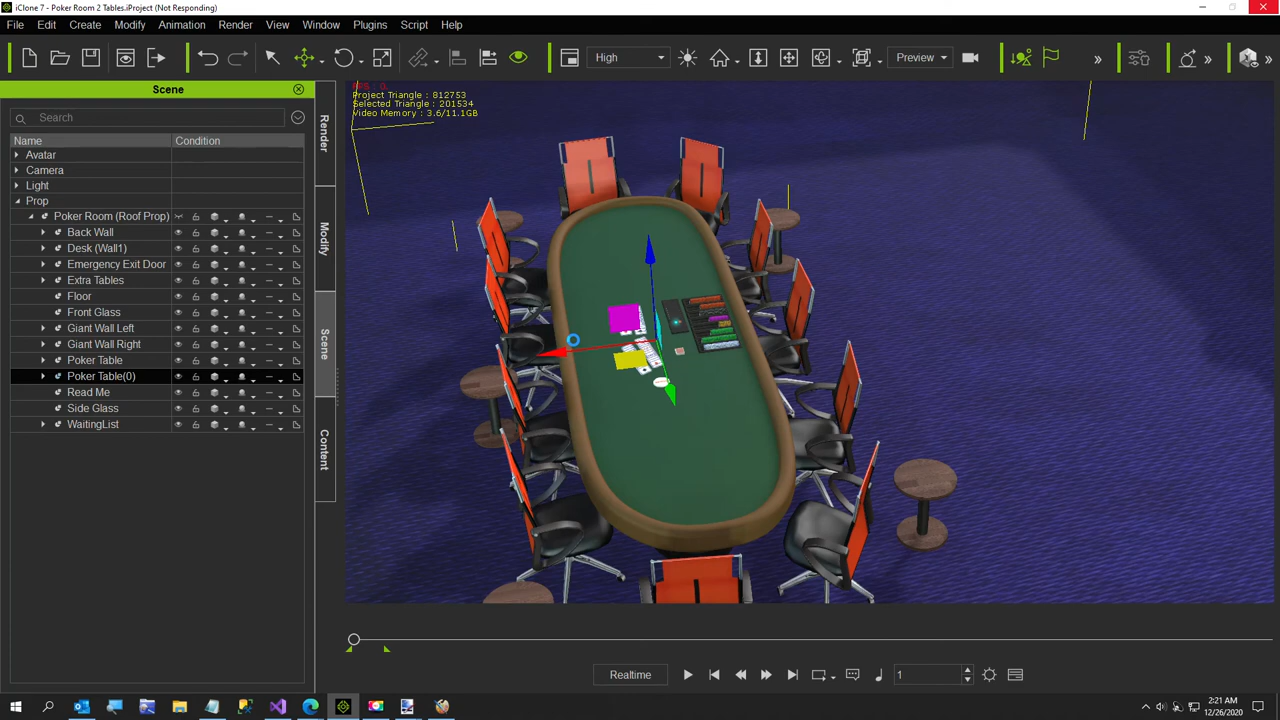 iClone 7 - Poker Room 2 Tables.iProject (Not Responding)
File Edit Create Modify Animation Render View Window Plugins Script Help
High
Preview
Scene
Search
Name Condition
Avatar
Camera
Light
Prop
Poker Room (Roof Prop)
Back Wall
Desk (Wall1)
Emergency Exit Door
Extra Tables
Floor
Front Glass
Giant Wall Left
Giant Wall Right
Poker Table
Poker Table(0)
Read Me
Side Glass
WaitingList
Render
Modify
Scene
Content
FPS : 0
Project Triangle : 812753
Selected Triangle : 201534
Video Memory : 3.6/11.1GB
Realtime
1
2:21 AM
12/26/2020